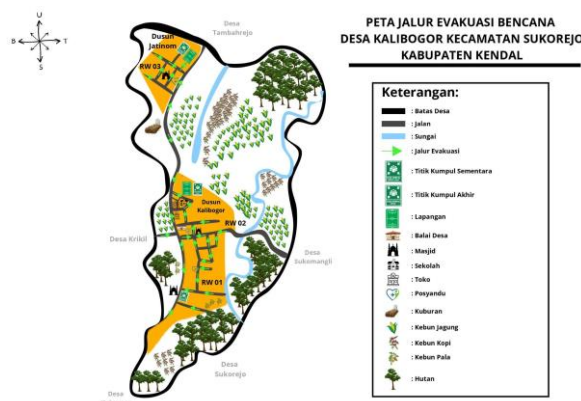 PETA JALUR EVAKUASI BENCANA
DESA KALIBOGOR KECAMATAN SUKOREJO
KABUPATEN KENDAL
U
B
T
S
Desa
Tambahrejo
Dusun
Jatinom
RW 03
Dusun
Kalibogor
RW 02
Desa Krikil
Desa
Sukomangli
RW 01
Desa
Sukorejo
Desa
Keterangan:
: Batas Desa
: Jalan
: Sungai
: Jalur Evakuasi
: Titik Kumpul Sementara
: Titik Kumpul Akhir
: Lapangan
: Balai Desa
: Masjid
: Sekolah
: Toko
: Posyandu
: Kuburan
: Kebun Jagung
: Kebun Kopi
: Kebun Pala
: Hutan